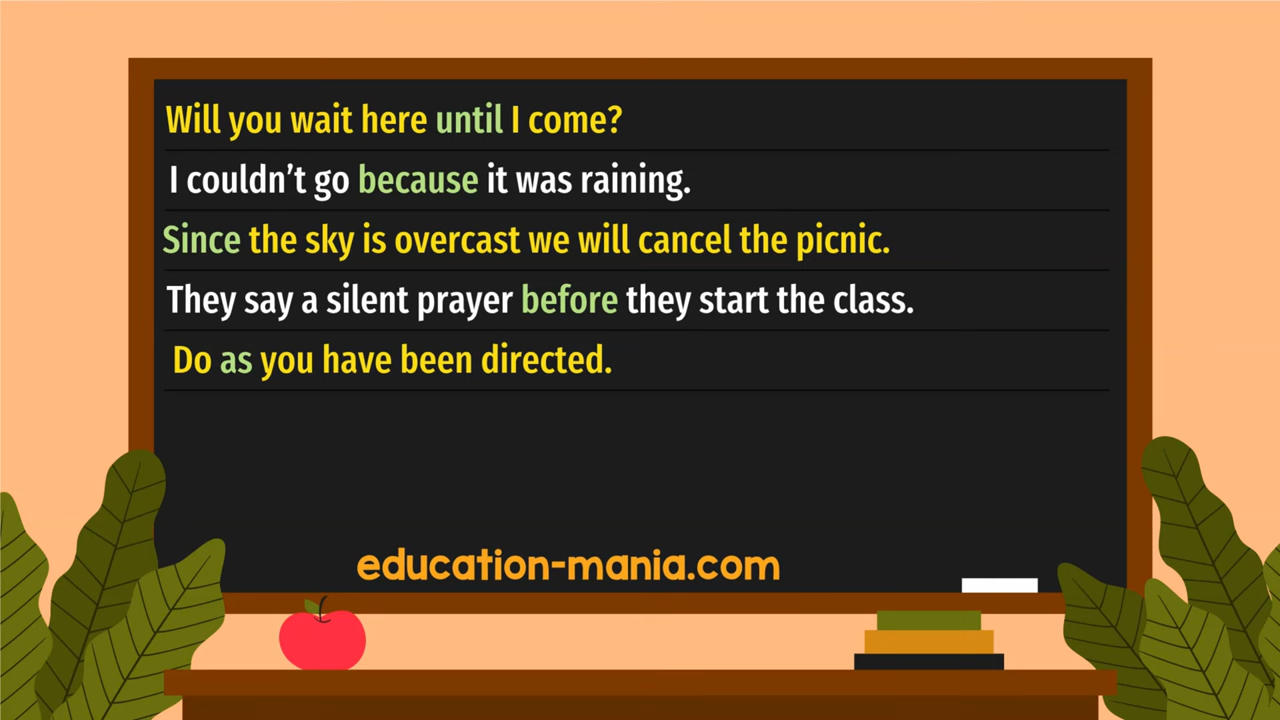 Will you wait here until I come?
I couldn’t go because it was raining.
Since the sky is overcast we will cancel the picnic.
They say a silent prayer before they start the class.
Do as you have been directed.
education-mania.com